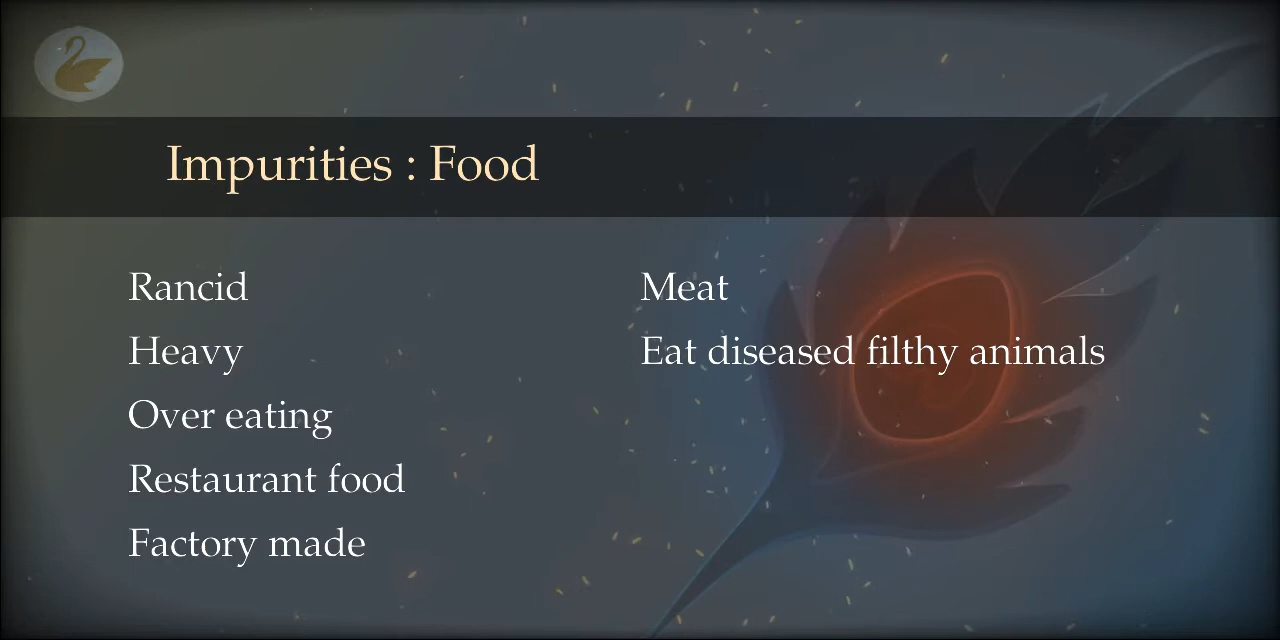 Impurities : Food
Rancid
Heavy
Over eating
Restaurant food
Factory made
Meat
Eat diseased filthy animals